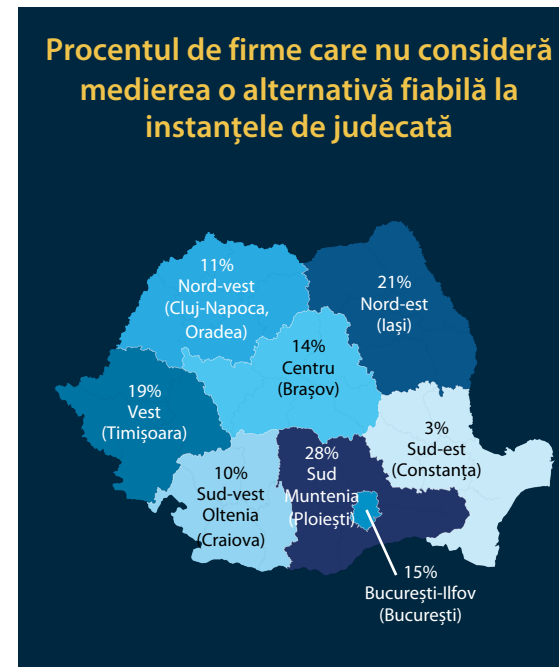 Procentul de firme care nu consideră
medierea o alternativă fiabilă la
instanțele de judecată
11%
Nord-vest
(Cluj-Napoca,
Oradea)
21%
Nord-est
(Iași)
14%
Centru
(Brașov)
19%
Vest
(Timișoara)
3%
Sud-est
(Constanța)
10%
Sud-vest
Oltenia
(Craiova)
28%
Sud
Muntenia
(Ploiești)
15%
București-Ilfov
(București)